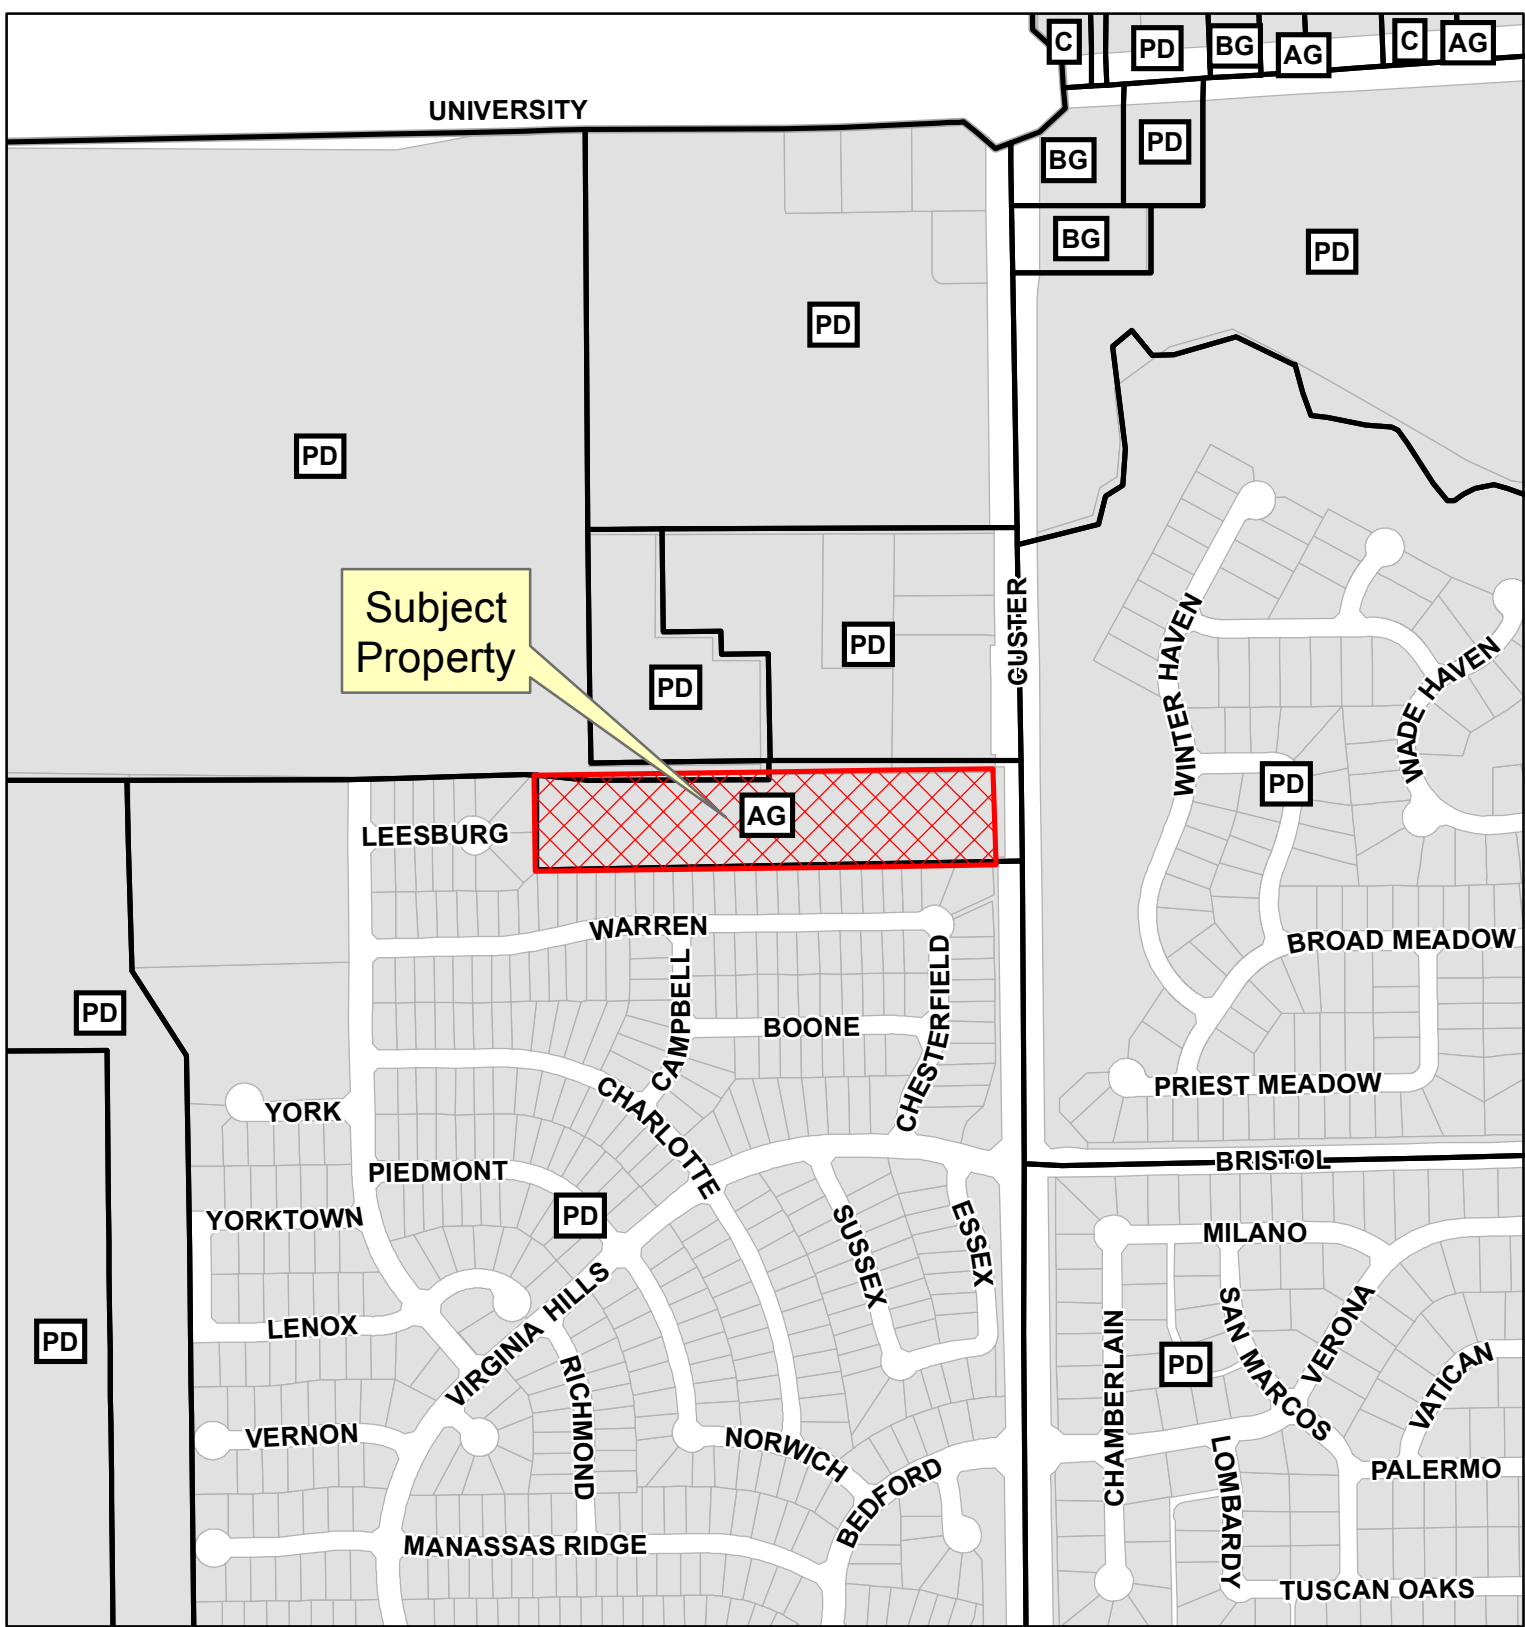 C
PD
BG
AG
C
AG
UNIVERSITY
BG
PD
BG
PD
PD
PD
Subject
Property
CUSTER
PD
PD
WINTER HAVEN
WADE HAVEN
PD
AG
LEESBURG
WARREN
CAMPBELL
CHESTERFIELD
BROAD MEADOW
PD
BOONE
PRIEST MEADOW
YORK
CHARLOTTE
PIEDMONT
BRISTOL
PD
YORKTOWN
SUSSEX
ESSEX
MILANO
LENOX
VIRGINIA HILLS
PD
RICHMOND
CHAMBERLAIN
SAN MARCOS
VERONA
PD
VATICAN
VERNON
NORWICH
BEDFORD
LOMBARDY
PALERMO
MANASSAS RIDGE
TUSCAN OAKS